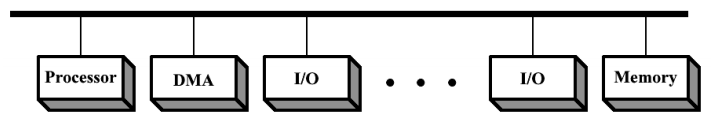 Processor
DMA
I/O
I/O
Memory